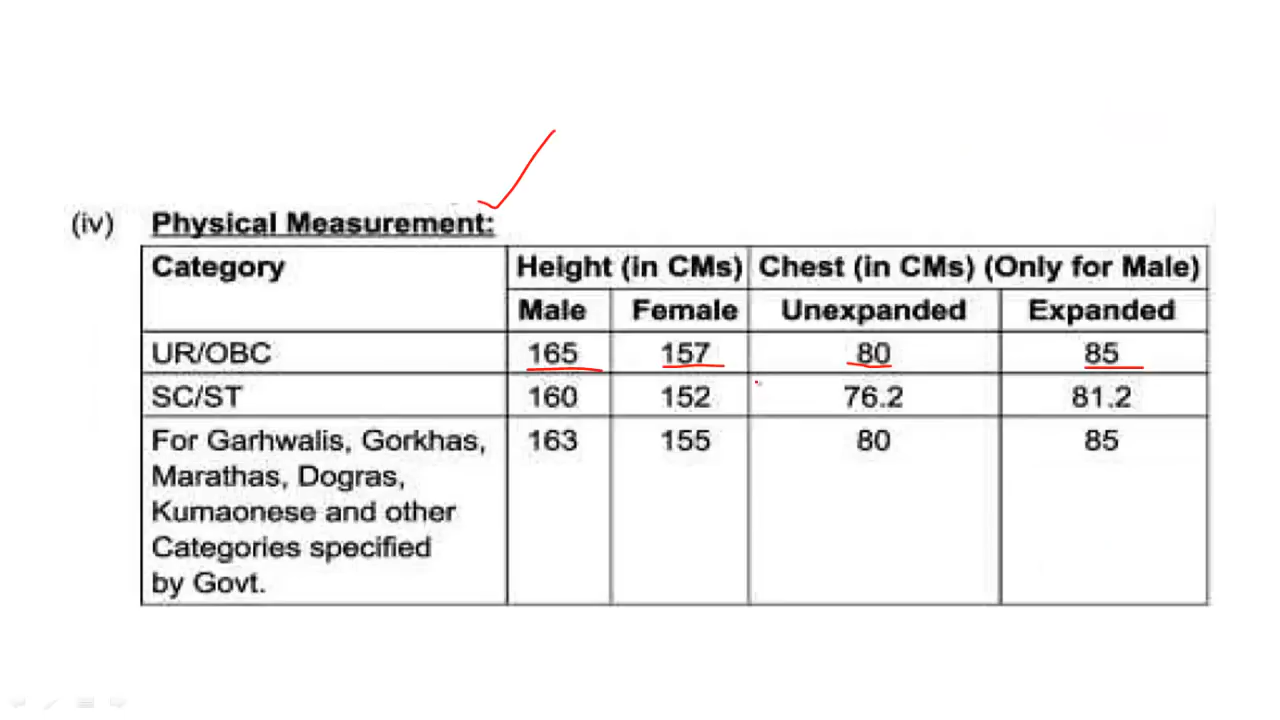 (iv) Physical Measurement:
Category Height (in CMs) Chest (in CMs) (Only for Male)
Male Female Unexpanded Expanded
UR/OBC 165 157 80 85
SC/ST 160 152 76.2 81.2
For Garhwalis, Gorkhas, 163 155 80 85
Marathas, Dogras,
Kumaonese and other
Categories specified
by Govt.